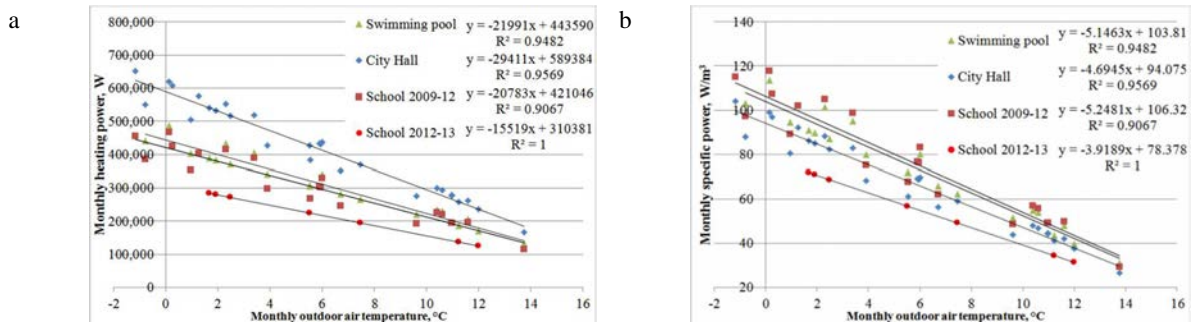 a
800,000
700,000
600,000
500,000
400,000
300,000
200,000
100,000
0
Monthly heating power, W
-2 0 2 4 6 8 10 12 14 16
Monthly outdoor air temperature, °C
Swimming pool y = -21991x + 443590
R² = 0.9482
City Hall y = -29411x + 589384
R² = 0.9569
School 2009-12 y = -20783x + 421046
R² = 0.9067
School 2012-13 y = -15519x + 310381
R² = 1
b
140
120
100
80
60
40
20
Monthly specific power, W/m³
-2 0 2 4 6 8 10 12 14 16
Monthly outdoor air temperature, °C
Swimming pool y = -5.1463x + 103.81
R² = 0.9482
City Hall y = -4.6945x + 94.075
R² = 0.9569
School 2009-12 y = -5.2481x + 106.32
R² = 0.9067
School 2012-13 y = -3.9189x + 78.378
R² = 1